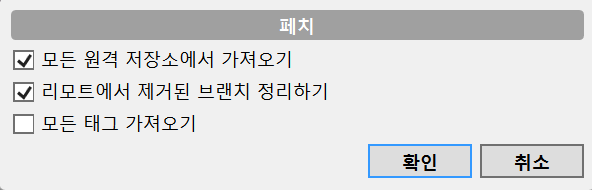 페치
모든 원격 저장소에서 가져오기
리모트에서 제거된 브랜치 정리하기
모든 태그 가져오기
확인 취소